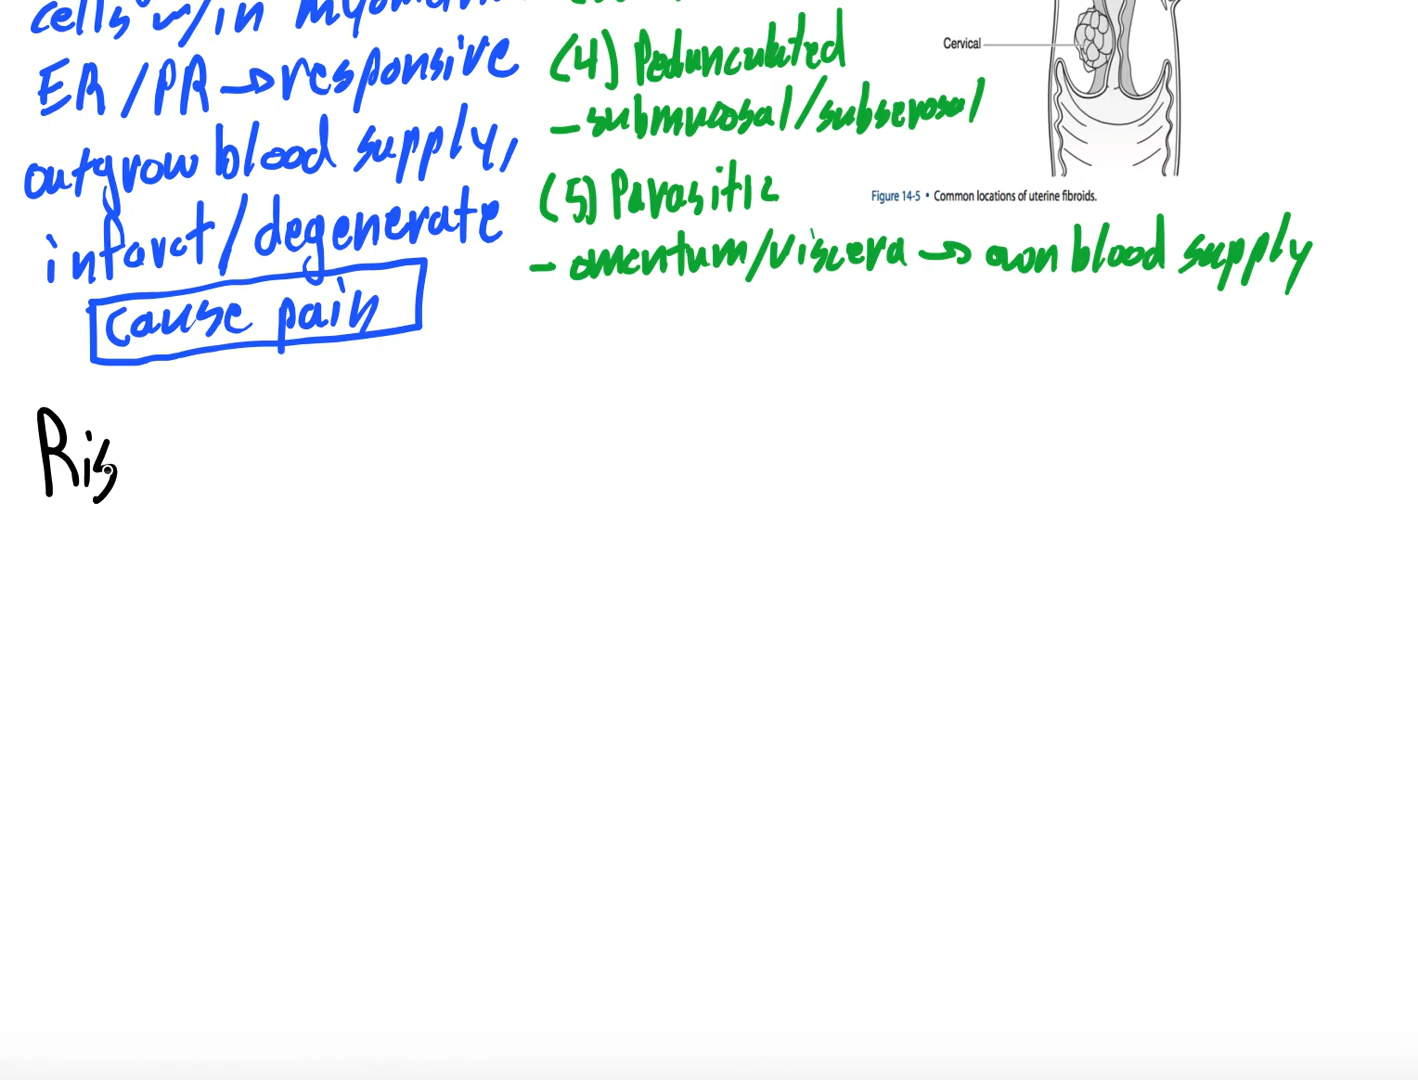 cells w/in
ER/PR → responsive
outgrow blood supply,
infarct/degenerate
cause pain
(4) Pedunculated
- submucosal/subserosal
(5) Parasitic
- omentum/viscera → own blood supply
Cervical
Figure 14-5 • Common locations of uterine fibroids.
Ris